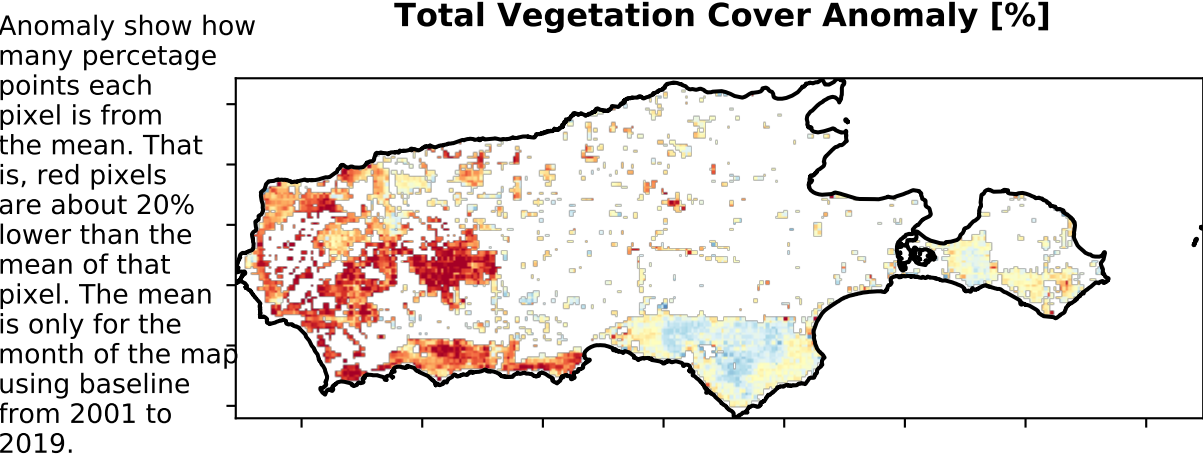 Total Vegetation Cover Anomaly [%]
Anomaly show how
many percetage
points each
pixel is from
the mean. That
is, red pixels
are about 20%
lower than the
mean of that
pixel. The mean
is only for the
month of the map
using baseline
from 2001 to
2019.